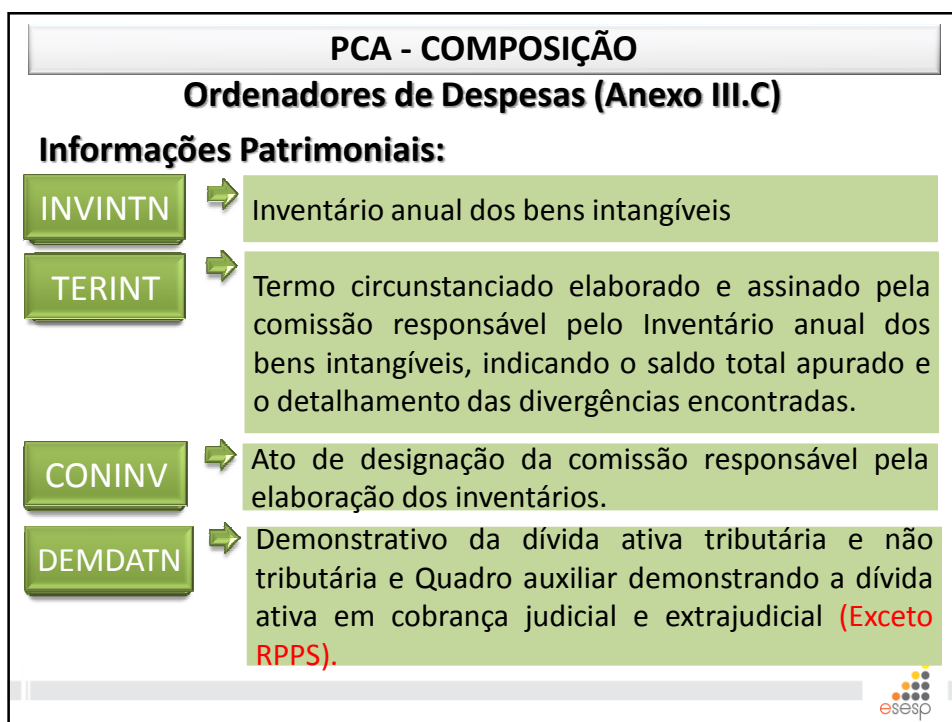 PCA - COMPOSIÇÃO
Ordenadores de Despesas (Anexo III.C)
Informações Patrimoniais:
INVINTN
Inventário anual dos bens intangíveis
TERINT
Termo circunstanciado elaborado e assinado pela
comissão responsável pelo Inventário anual dos
bens intangíveis, indicando o saldo total apurado e
o detalhamento das divergências encontradas.
CONINV
Ato de designação da comissão responsável pela
elaboração dos inventários.
DEMDATN
Demonstrativo da dívida ativa tributária e não
tributária e Quadro auxiliar demonstrando a dívida
ativa em cobrança judicial e extrajudicial (Exceto
RPPS).
esesp